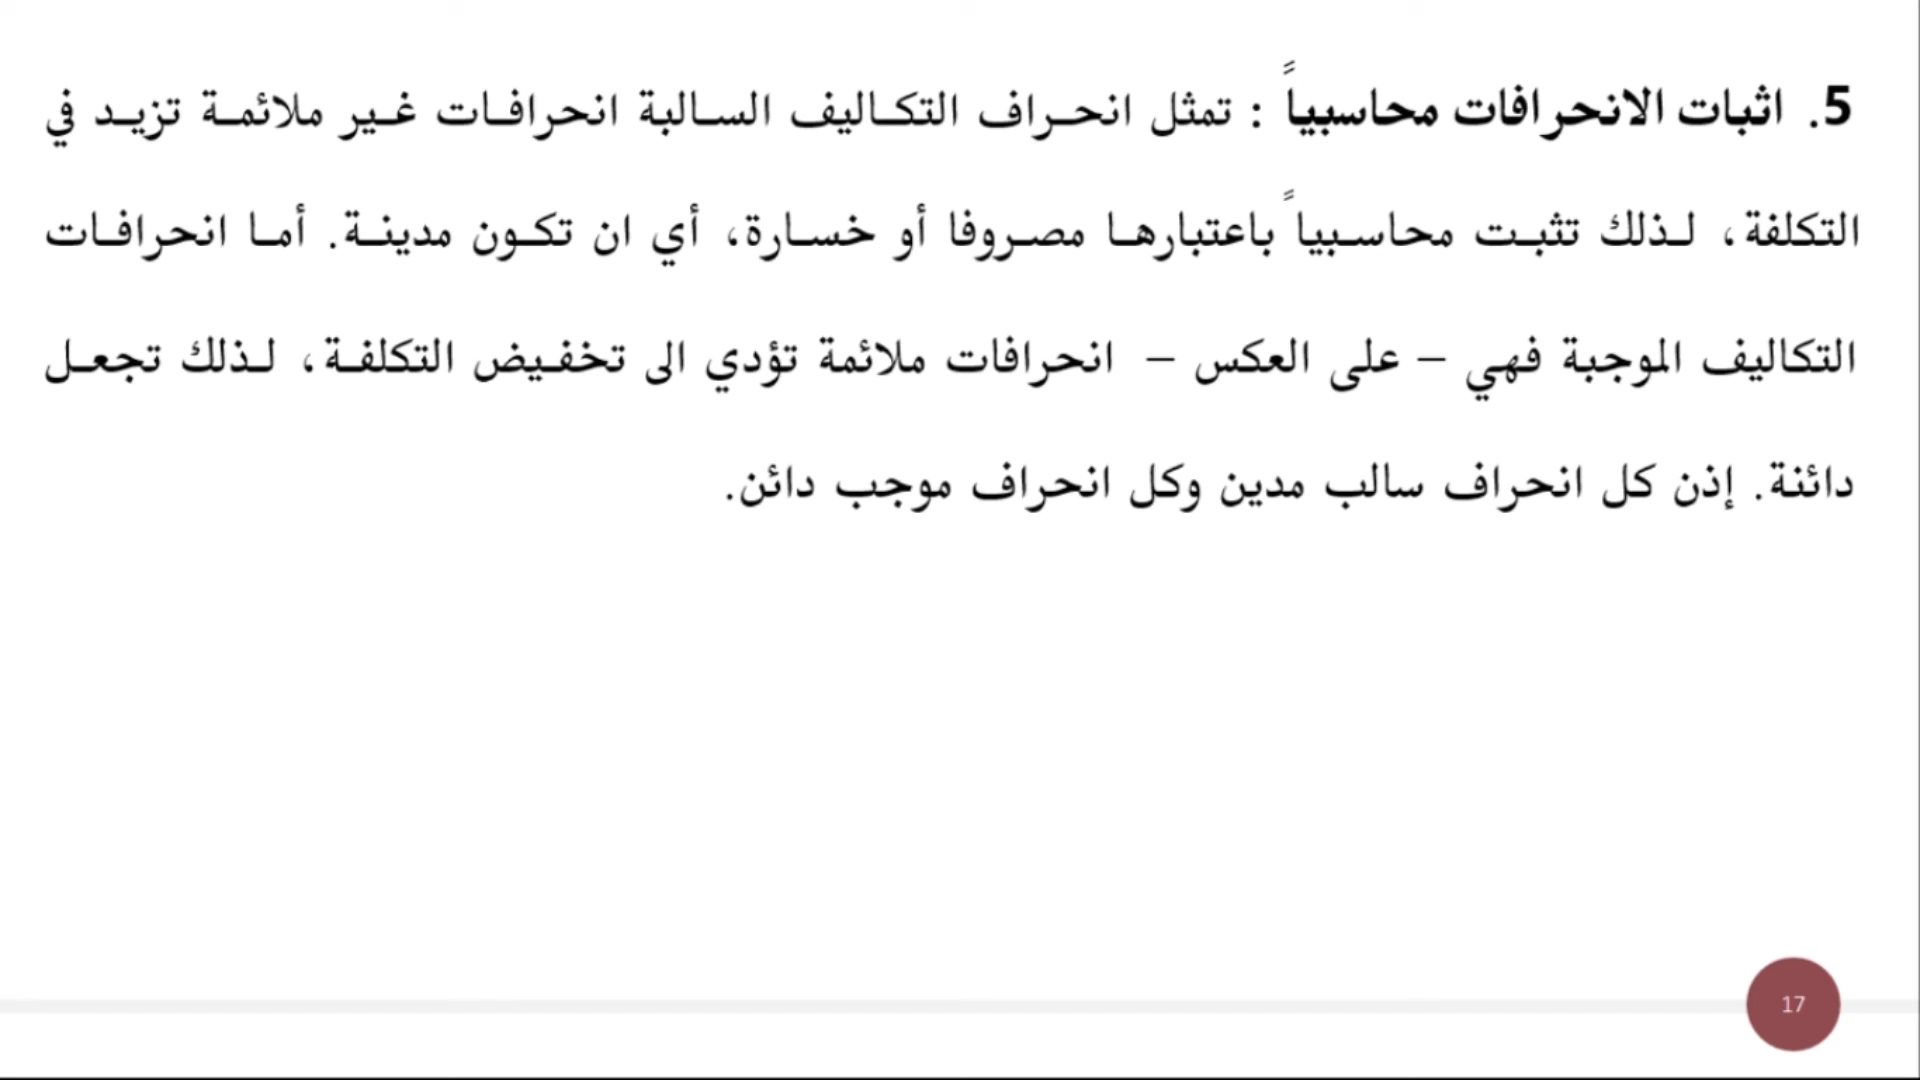 5. اثبات الانحرافات محاسبياً : تمثل انحراف التكاليف السالبة انحرافات غير ملائمة تزيد في
التكلفة، لذلك تثبت محاسبياً باعتبارها مصروفا أو خسارة، أي ان تكون مدينة. أما انحرافات
التكاليف الموجبة فهي – على العكس – انحرافات ملائمة تؤدي الى تخفيض التكلفة، لذلك تجعل
دائنة. إذن كل انحراف سالب مدين وكل انحراف موجب دائن.
17